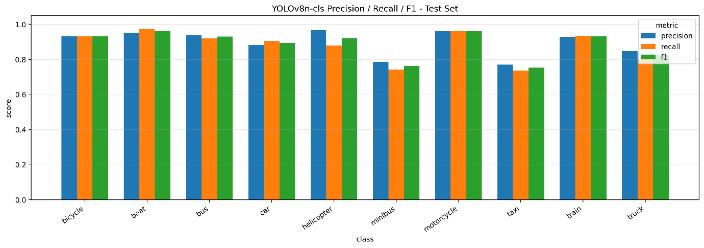 YOLOv8n-cls Precision / Recall / F1 - Test Set
metric
precision
recall
f1
score
1.0
0.8
0.6
0.4
0.2
0.0
bicycle
boat
bus
car
helicopter
minibus
motorcycle
taxi
train
truck
class